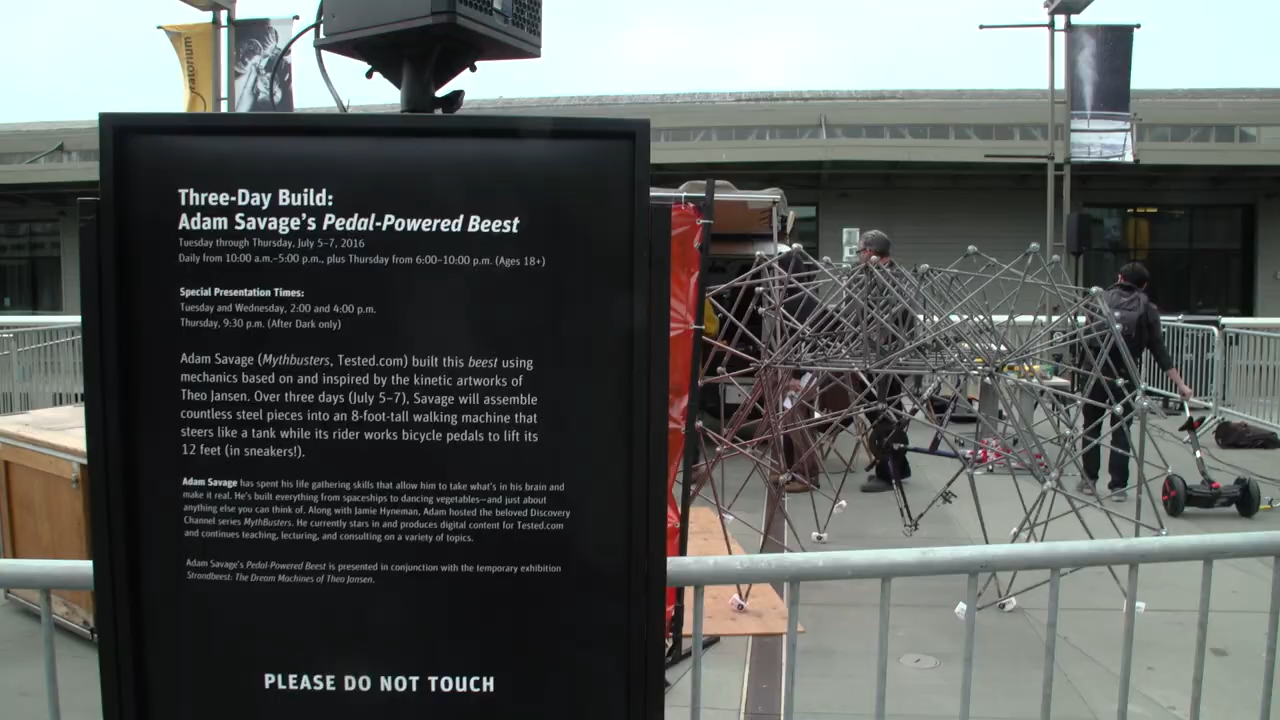 ratorium
Three-Day Build:
Adam Savage's Pedal-Powered Beest
Tuesday through Thursday, July 5–7, 2016
Daily from 10:00 a.m.–5:00 p.m., plus Thursday from 6:00–10:00 p.m. (Ages 18+)
Special Presentation Times:
Tuesday and Wednesday, 2:00 and 4:00 p.m.
Thursday, 9:30 p.m. (After Dark only)
Adam Savage (Mythbusters, Tested.com) built this beest using
mechanics based on and inspired by the kinetic artworks of
Theo Jansen. Over three days (July 5–7), Savage will assemble
countless steel pieces into an 8-foot-tall walking machine that
steers like a tank while its rider works bicycle pedals to lift its
12 feet (in sneakers!).
Adam Savage has spent his life gathering skills that allow him to take what's in his brain and
make it real. He's built everything from spaceships to dancing vegetables—and just about
anything else you can think of. Along with Jamie Hyneman, Adam hosted the beloved Discovery
Channel series MythBusters. He currently stars in and produces digital content for Tested.com
and continues teaching, lecturing, and consulting on a variety of topics.
Adam Savage's Pedal-Powered Beest is presented in conjunction with the temporary exhibition
Strandbeest: The Dream Machines of Theo Jansen.
PLEASE DO NOT TOUCH